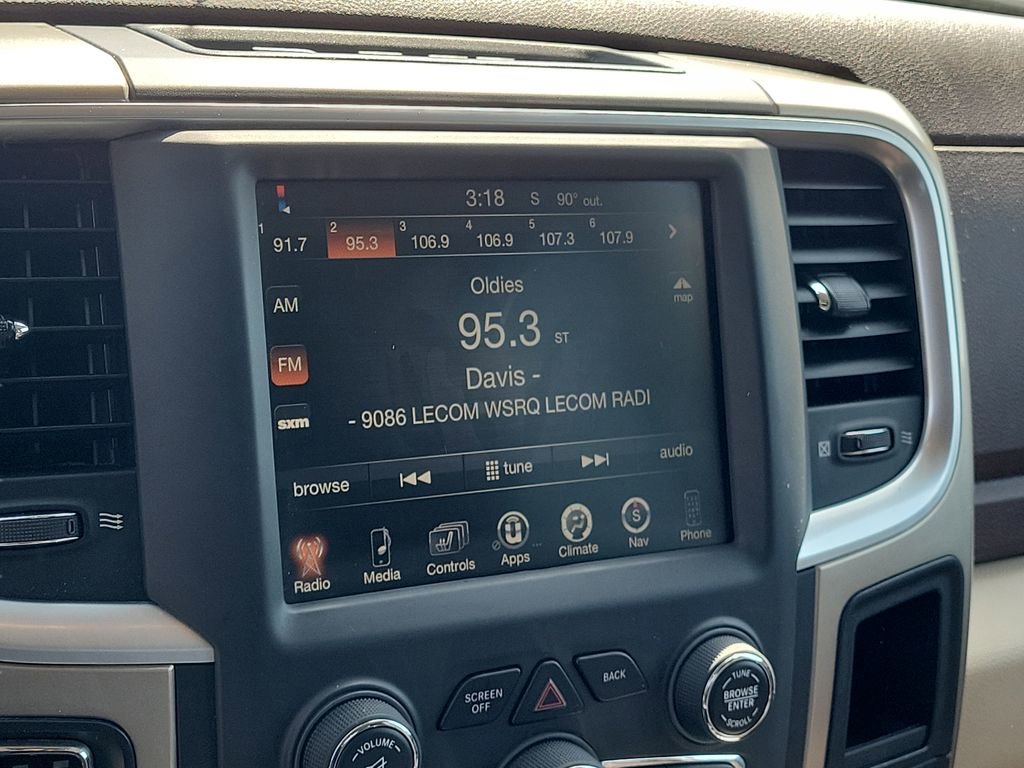 3:18 S 90° out.
1 91.7 2 95.3 3 106.9 4 106.9 5 107.3 6 107.9
Oldies
map
AM
95.3 ST
FM
Davis -
sxm
- 9086 LECOM WSRQ LECOM RADI
browse tune audio
Radio Media Controls Apps Climate S Nav Phone
SCREEN OFF
BACK
TUNE
BROWSE
ENTER
SCROLL
VOLUME